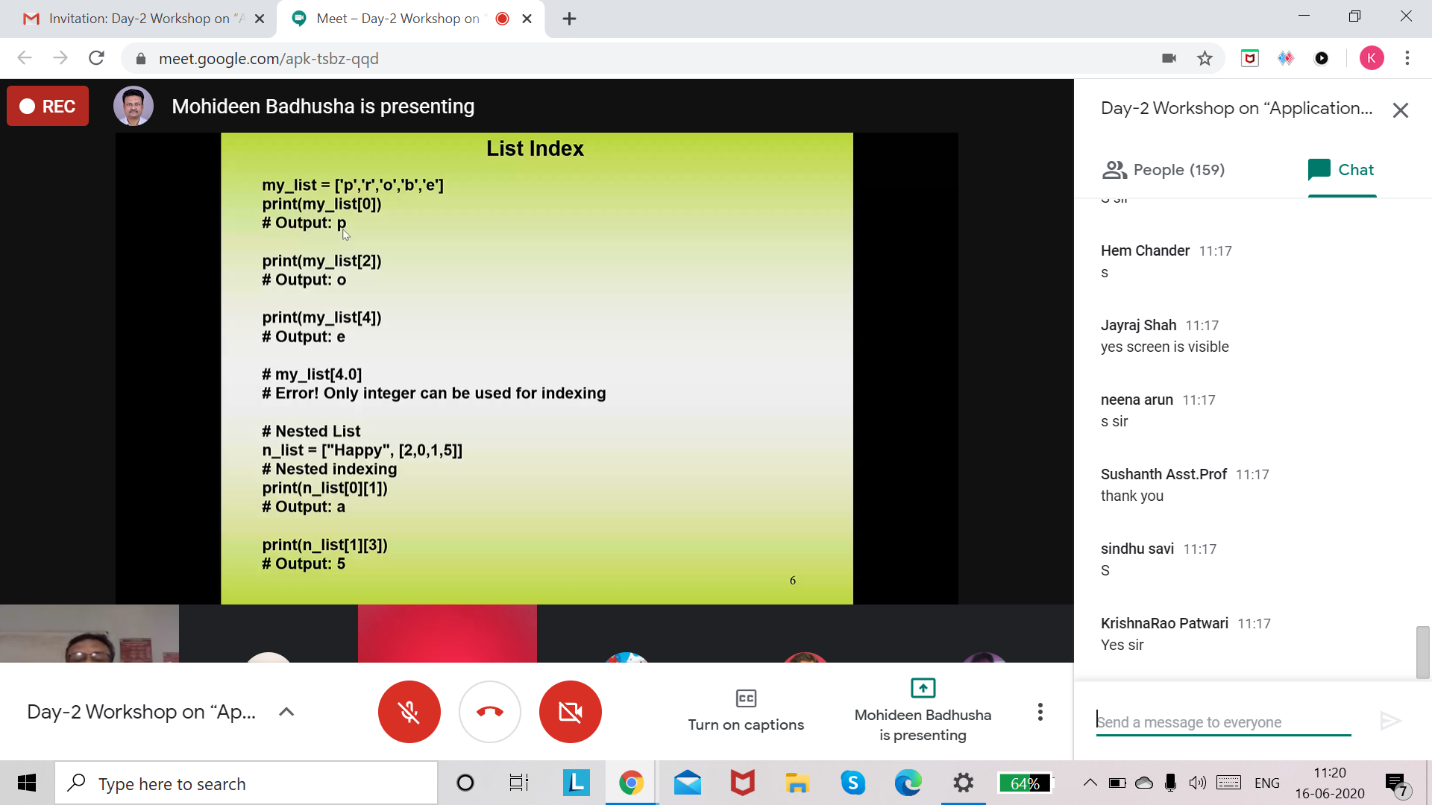 Invitation: Day-2 Workshop on “A
Meet – Day-2 Workshop on
meet.google.com/apk-tsbz-qqd
K
REC
Mohideen Badhusha is presenting
List Index
my_list = ['p','r','o','b','e']
print(my_list[0])
# Output: p
print(my_list[2])
# Output: o
print(my_list[4])
# Output: e
# my_list[4.0]
# Error! Only integer can be used for indexing
# Nested List
n_list = ["Happy", [2,0,1,5]]
# Nested indexing
print(n_list[0][1])
# Output: a
print(n_list[1][3])
# Output: 5
6
Day-2 Workshop on “Application...
People (159)
Chat
S sir
Hem Chander 11:17
s
Jayraj Shah 11:17
yes screen is visible
neena arun 11:17
s sir
Sushanth Asst.Prof 11:17
thank you
sindhu savi 11:17
S
KrishnaRao Patwari 11:17
Yes sir
Send a message to everyone
Day-2 Workshop on “Ap...
CC
Turn on captions
Mohideen Badhusha
is presenting
Type here to search
L
S
64%
ENG
11:20
16-06-2020
7